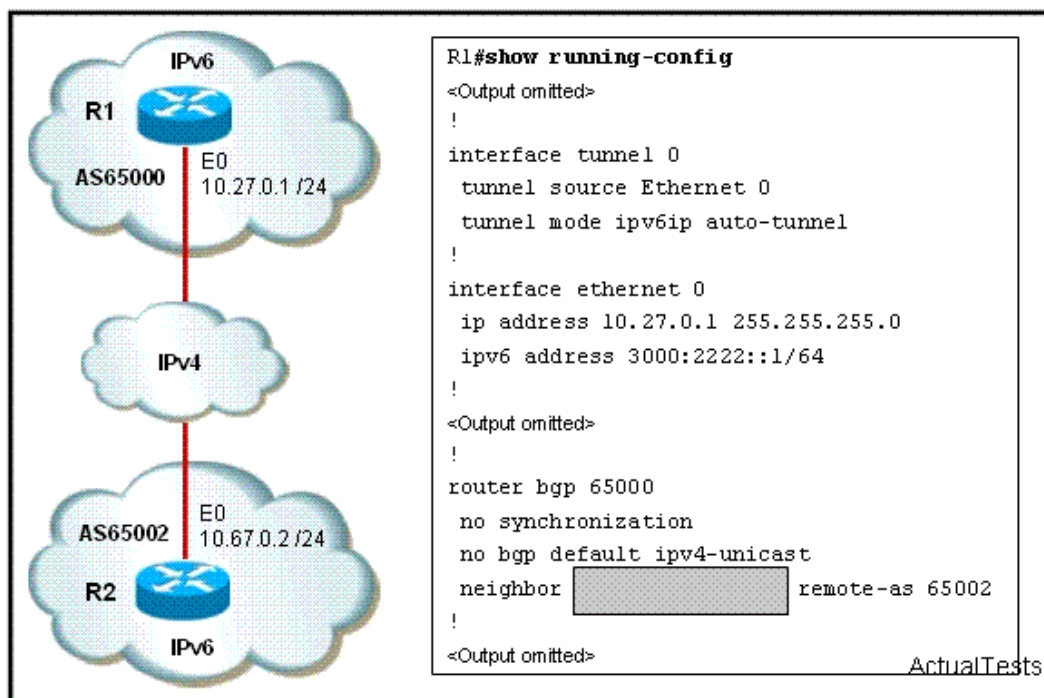 IPv6
R1
AS65000
E0
10.27.0.1 /24
IPv4
AS65002
E0
10.67.0.2 /24
R2
IPv6
R1#show running-config
<Output omitted>
!
interface tunnel 0
tunnel source Ethernet 0
tunnel mode ipv6ip auto-tunnel
!
interface ethernet 0
ip address 10.27.0.1 255.255.255.0
ipv6 address 3000:2222::1/64
!
<Output omitted>
!
router bgp 65000
no synchronization
no bgp default ipv4-unicast
neighbor remote-as 65002
!
<Output omitted>
ActualTests